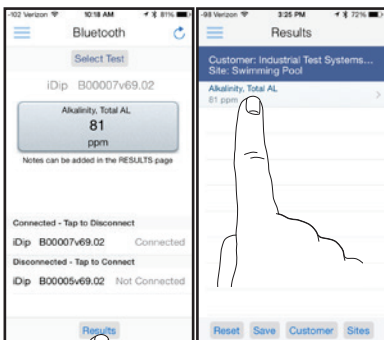 -102 Verizon 10:18 AM 81%
Bluetooth
Select Test
iDip B00007v69.02
Alkalinity, Total AL
81
ppm
Notes can be added in the RESULTS page
Connected - Tap to Disconnect
iDip B00007v69.02 Connected
Disconnected - Tap to Connect
iDip B00005v69.02 Not Connected
Results
-98 Verizon 3:25 PM 72%
Results
Customer: Industrial Test Systems...
Site: Swimming Pool
Alkalinity, Total AL
81 ppm
Reset Save Customer Sites